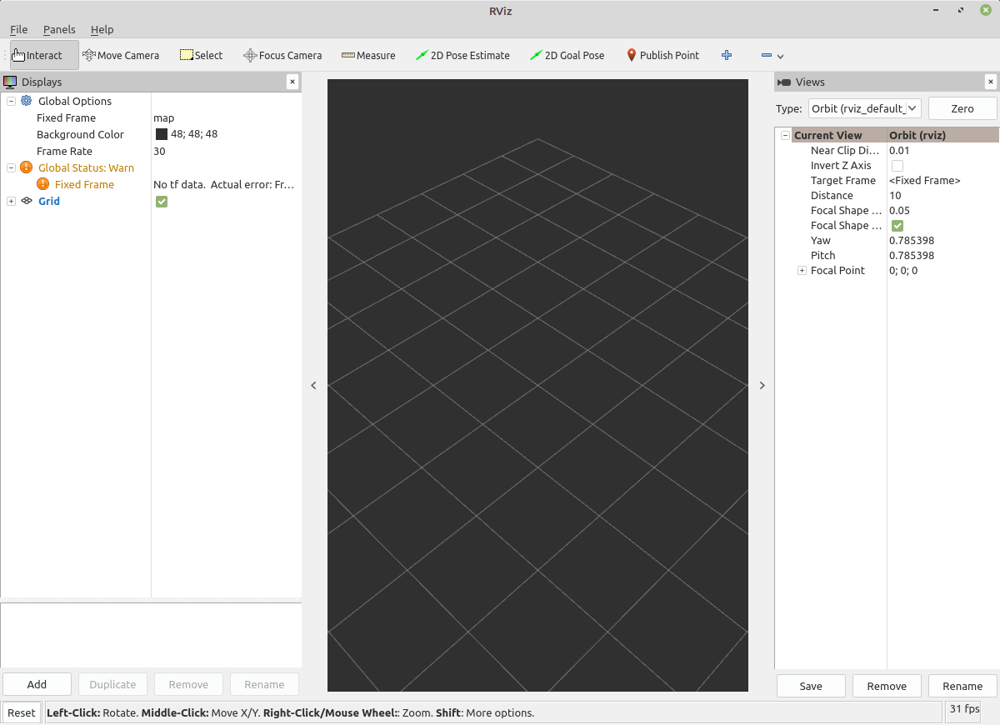 RViz
File Panels Help
Interact Move Camera Select Focus Camera Measure 2D Pose Estimate 2D Goal Pose Publish Point
Displays
Global Options
Fixed Frame map
Background Color 48; 48; 48
Frame Rate 30
Global Status: Warn
Fixed Frame No tf data. Actual error: Fr...
Grid
Add Duplicate Remove Rename
Views
Type: Orbit (rviz_default_ Zero
Current View Orbit (rviz)
Near Clip Di... 0.01
Invert Z Axis
Target Frame <Fixed Frame>
Distance 10
Focal Shape ... 0.05
Focal Shape ...
Yaw 0.785398
Pitch 0.785398
Focal Point 0; 0; 0
Save Remove Rename
Reset Left-Click: Rotate. Middle-Click: Move X/Y. Right-Click/Mouse Wheel:: Zoom. Shift: More options. 31 fps